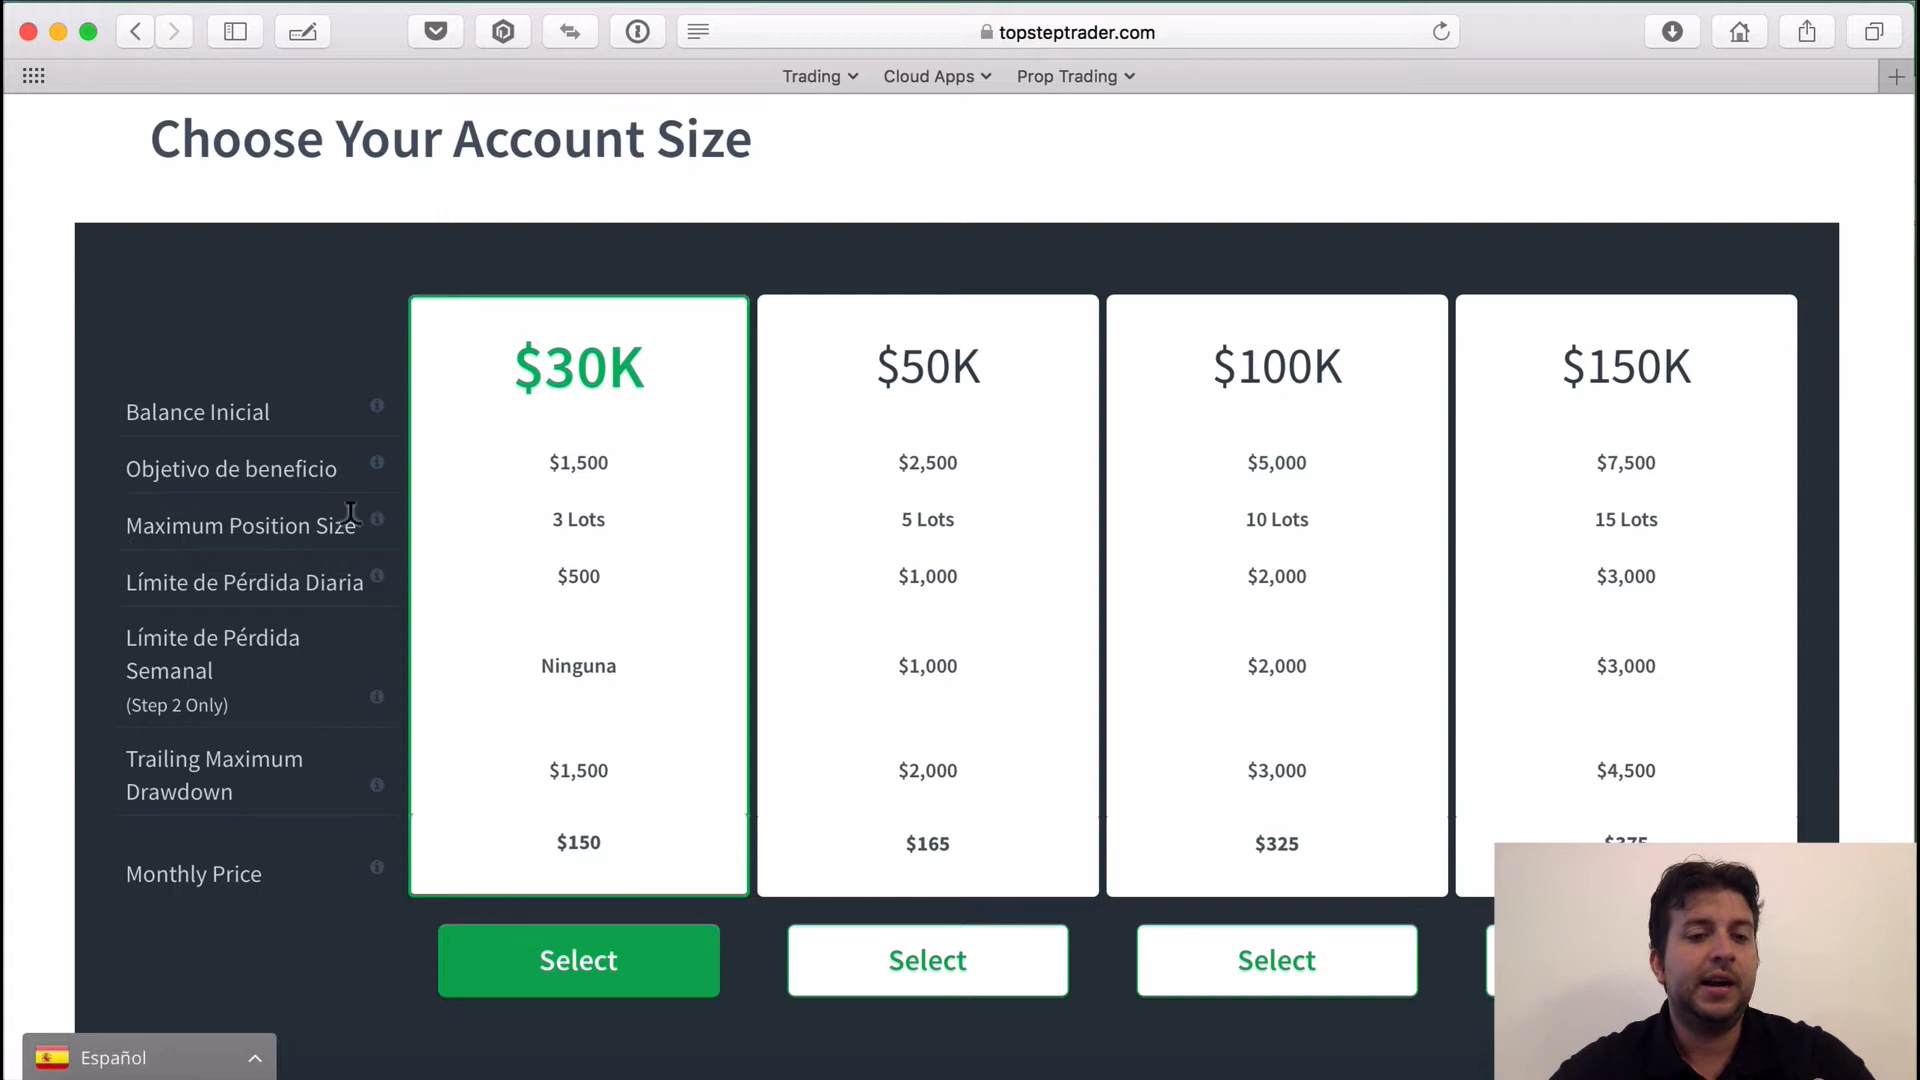 topsteptrader.com
Trading Cloud Apps Prop Trading
Choose Your Account Size
$30K $50K $100K $150K
Balance Inicial
Objetivo de beneficio $1,500 $2,500 $5,000 $7,500
Maximum Position Size 3 Lots 5 Lots 10 Lots 15 Lots
Límite de Pérdida Diaria $500 $1,000 $2,000 $3,000
Límite de Pérdida
Semanal Ninguna $1,000 $2,000 $3,000
(Step 2 Only)
Trailing Maximum
Drawdown $1,500 $2,000 $3,000 $4,500
$150 $165 $325
Monthly Price
Select Select Select
Español